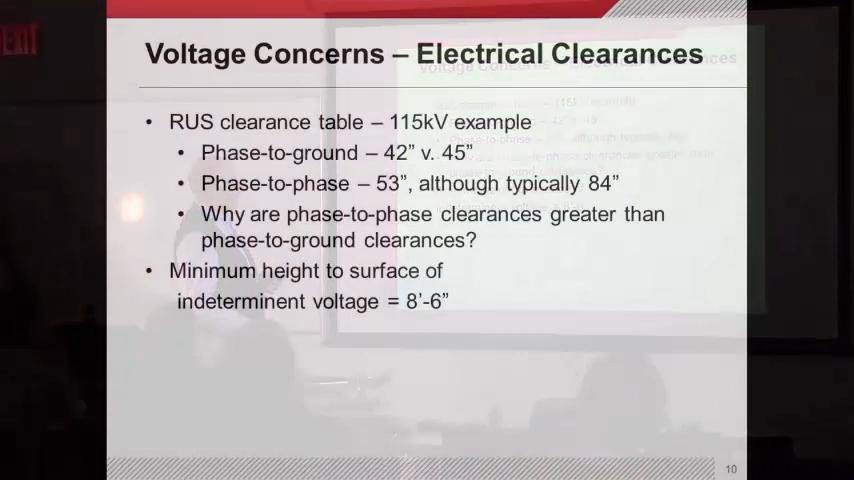 Voltage Concerns – Electrical Clearances
• RUS clearance table – 115kV example
• Phase-to-ground – 42” v. 45”
• Phase-to-phase – 53”, although typically 84”
• Why are phase-to-phase clearances greater than
phase-to-ground clearances?
• Minimum height to surface of
indeterminent voltage = 8’-6”
10